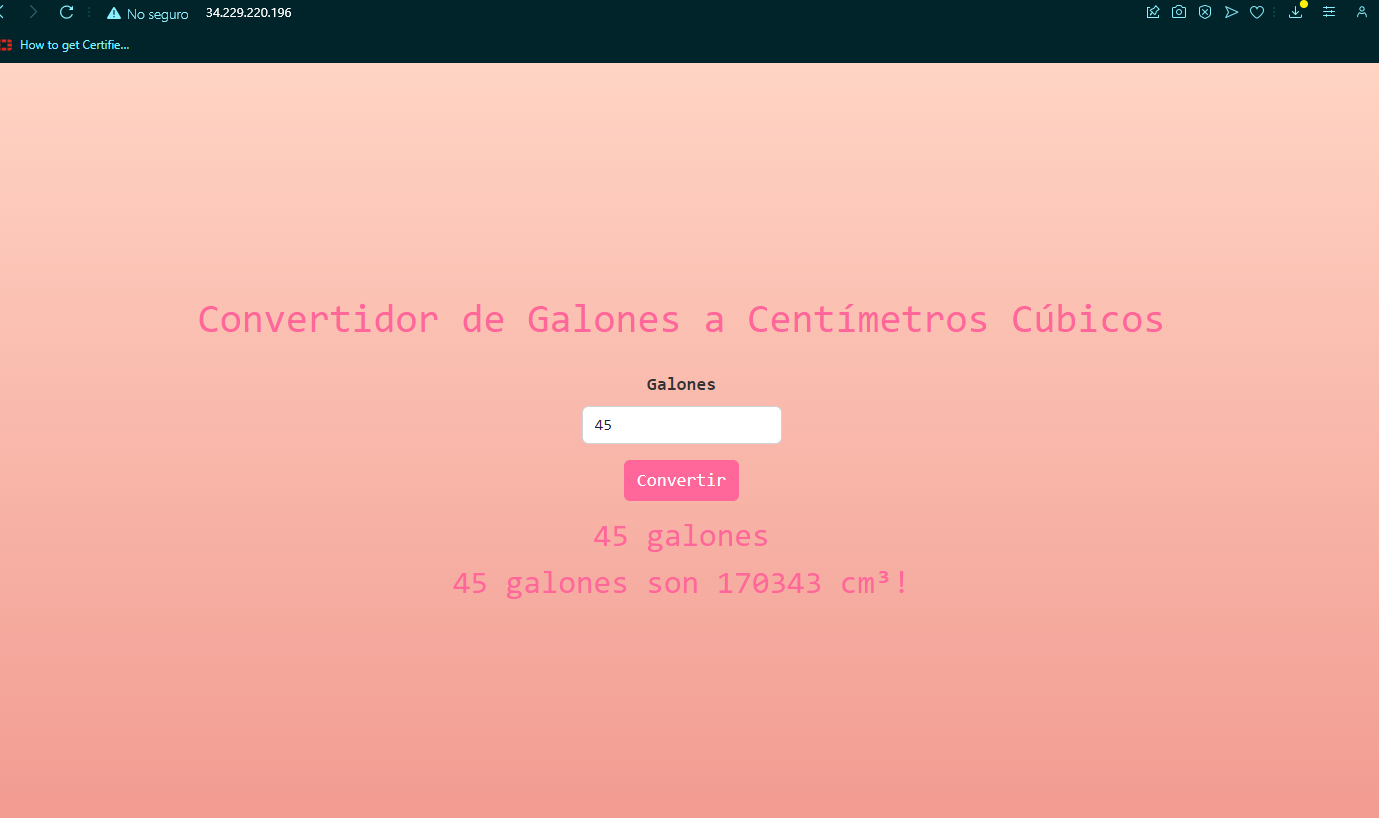 No seguro 34.229.220.196
How to get Certifie...
Convertidor de Galones a Centímetros Cúbicos
Galones
45
Convertir
45 galones
45 galones son 170343 cm³!